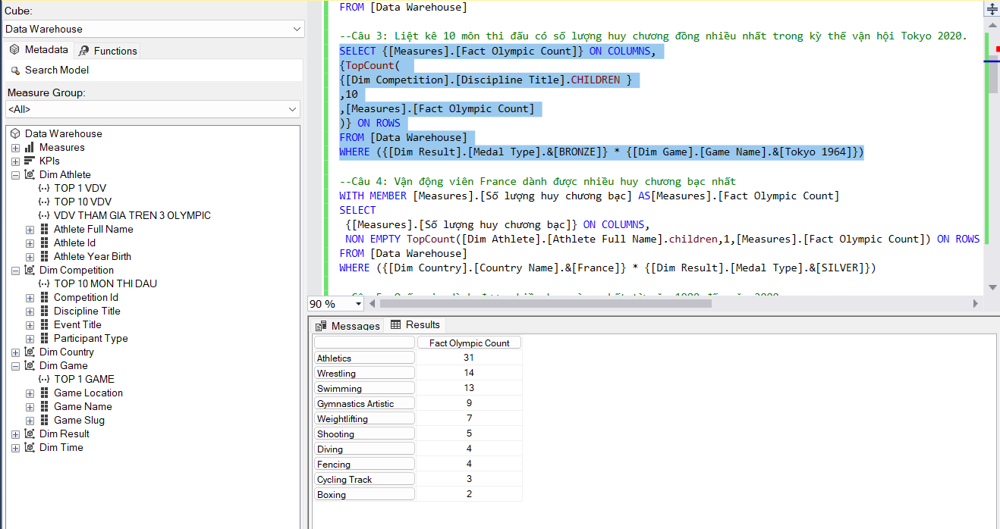 Cube:
Data Warehouse
Metadata
Functions
Search Model
Measure Group:
<All>
Data Warehouse
Measures
KPIs
Dim Athlete
TOP 1 VDV
TOP 10 VDV
VDV THAM GIA TREN 3 OLYMPIC
Athlete Full Name
Athlete Id
Athlete Year Birth
Dim Competition
TOP 10 MON THI DAU
Competition Id
Discipline Title
Event Title
Participant Type
Dim Country
Dim Game
TOP 1 GAME
Game Location
Game Name
Game Slug
Dim Result
Dim Time
FROM [Data Warehouse]
--Câu 3: Liệt kê 10 môn thi đấu có số lượng huy chương đồng nhiều nhất trong kỳ thế vận hội Tokyo 2020.
SELECT {[Measures].[Fact Olympic Count]} ON COLUMNS,
{TopCount(
{[Dim Competition].[Discipline Title].CHILDREN }
,10
,[Measures].[Fact Olympic Count]
)} ON ROWS
FROM [Data Warehouse]
WHERE ({[Dim Result].[Medal Type].&[BRONZE]} * {[Dim Game].[Game Name].&[Tokyo 1964]})
--Câu 4: Vận động viên France dành được nhiều huy chương bạc nhất
WITH MEMBER [Measures].[Số lượng huy chương bạc] AS[Measures].[Fact Olympic Count]
SELECT
{[Measures].[Số lượng huy chương bạc]} ON COLUMNS,
NON EMPTY TopCount([Dim Athlete].[Athlete Full Name].children,1,[Measures].[Fact Olympic Count]) ON ROWS
FROM [Data Warehouse]
WHERE ({[Dim Country].[Country Name].&[France]} * {[Dim Result].[Medal Type].&[SILVER]})
90 %
Messages
Results
Fact Olympic Count
Athletics 31
Wrestling 14
Swimming 13
Gymnastics Artistic 9
Weightlifting 7
Shooting 5
Diving 4
Fencing 4
Cycling Track 3
Boxing 2